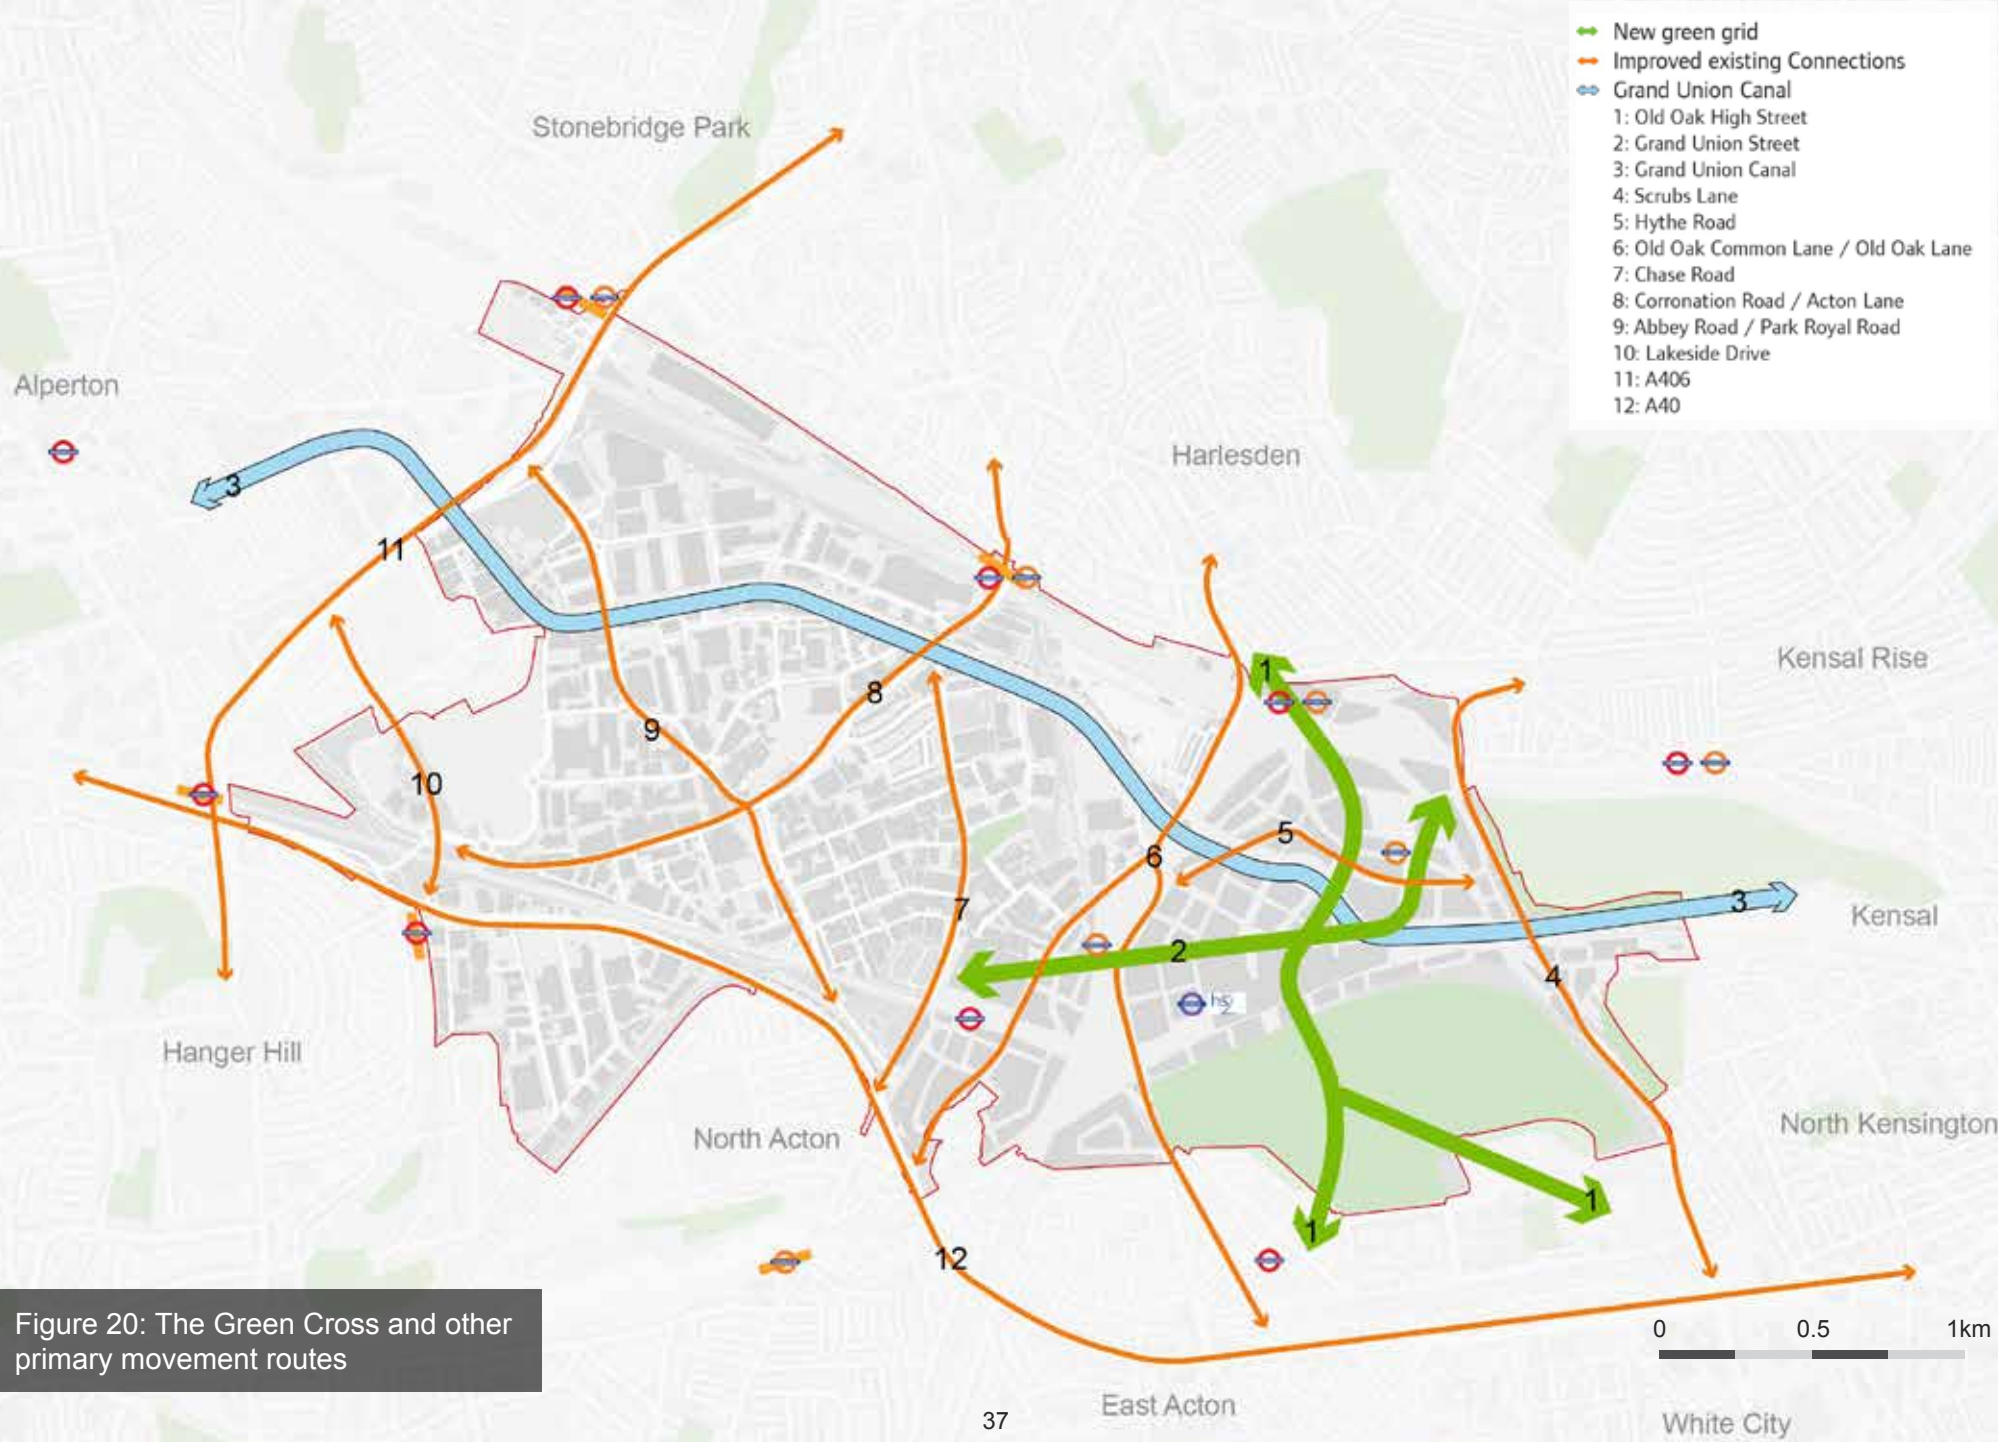 New green grid
Improved existing Connections
Grand Union Canal
1: Old Oak High Street
2: Grand Union Street
3: Grand Union Canal
4: Scrubs Lane
5: Hythe Road
6: Old Oak Common Lane / Old Oak Lane
7: Chase Road
8: Corronation Road / Acton Lane
9: Abbey Road / Park Royal Road
10: Lakeside Drive
11: A406
12: A40
Stonebridge Park
Alperton
Harlesden
3
11
Kensal Rise
1
8
9
10
5
6
3
Kensal
7
2
4
hs2
Hanger Hill
North Acton
North Kensington
1
1
12
Figure 20: The Green Cross and other
primary movement routes
0 0.5 1km
37
East Acton
White City